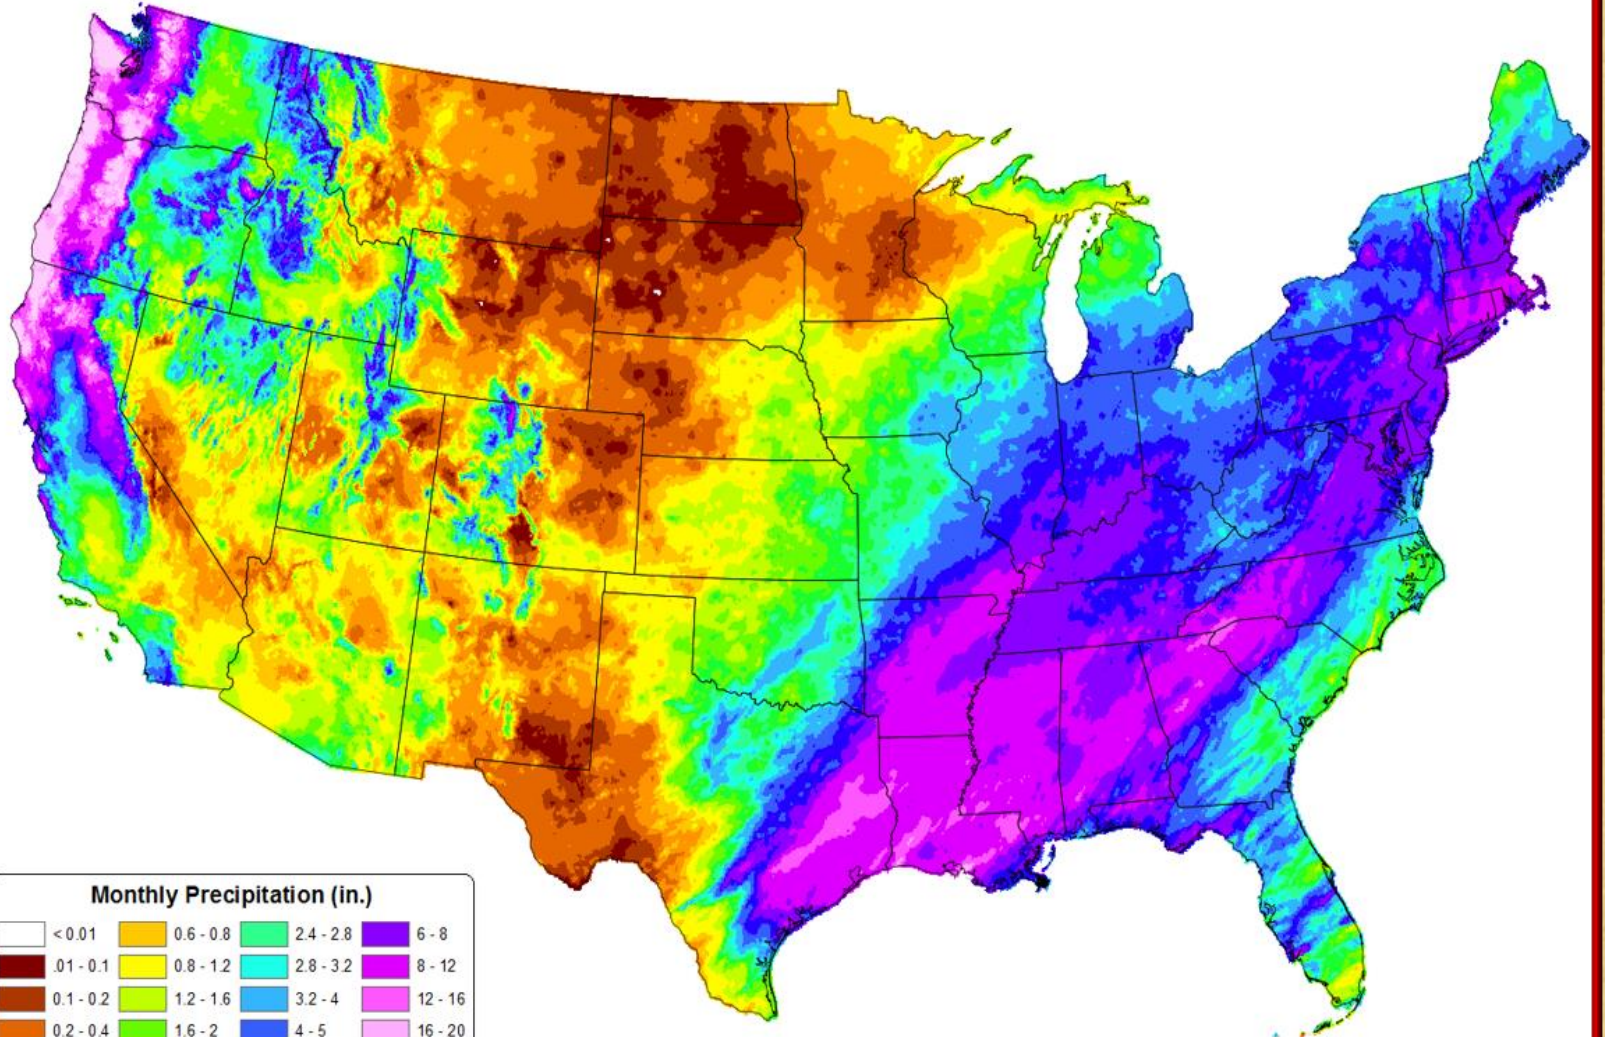 Monthly Precipitation (in.)
< 0.01 0.6 - 0.8 2.4 - 2.8 6 - 8
.01 - 0.1 0.8 - 1.2 2.8 - 3.2 8 - 12
0.1 - 0.2 1.2 - 1.6 3.2 - 4 12 - 16
0.2 - 0.4 1.6 - 2 4 - 5 16 - 20